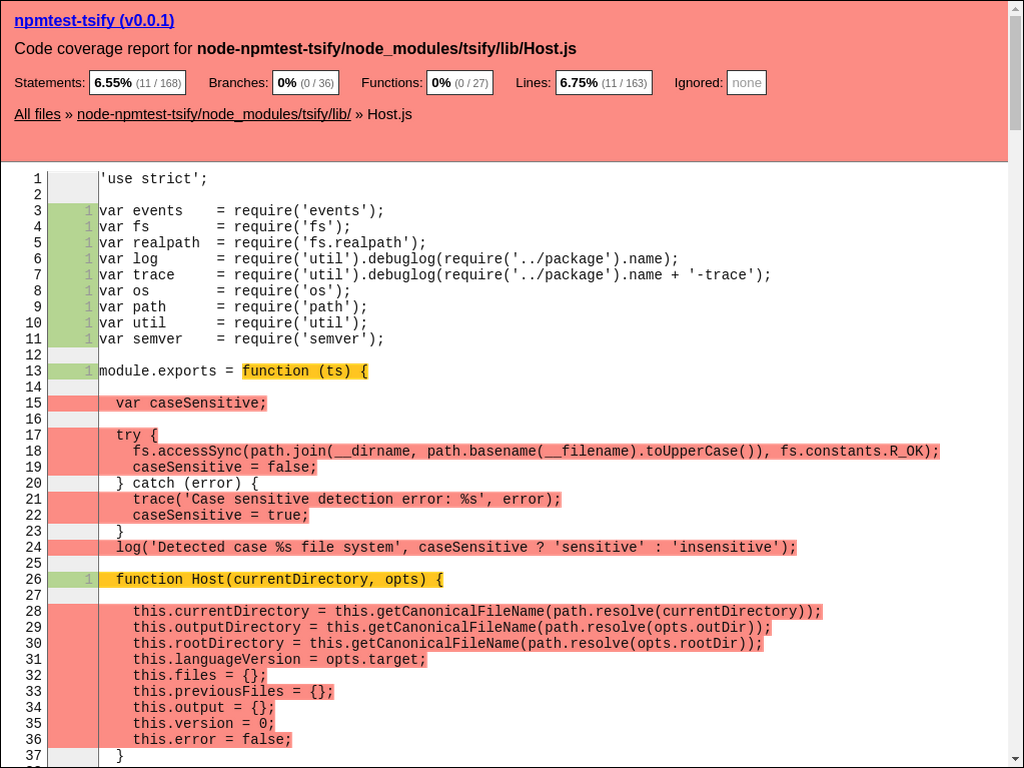 npmtest-tsify (v0.0.1)
Code coverage report for node-npmtest-tsify/node_modules/tsify/lib/Host.js
Statements: 6.55% (11 / 168) Branches: 0% (0 / 36) Functions: 0% (0 / 27) Lines: 6.75% (11 / 163) Ignored: none
All files » node-npmtest-tsify/node_modules/tsify/lib/ » Host.js
1 'use strict';
2
3 1 var events    = require('events');
4 1 var fs        = require('fs');
5 1 var realpath  = require('fs.realpath');
6 1 var log       = require('util').debuglog(require('../package').name);
7 1 var trace     = require('util').debuglog(require('../package').name + '-trace');
8 1 var os        = require('os');
9 1 var path      = require('path');
10 1 var util      = require('util');
11 1 var semver    = require('semver');
12
13 1 module.exports = function (ts) {
14
15   var caseSensitive;
16
17   try {
18     fs.accessSync(path.join(__dirname, path.basename(__filename).toUpperCase()), fs.constants.R_OK);
19     caseSensitive = false;
20   } catch (error) {
21     trace('Case sensitive detection error: %s', error);
22     caseSensitive = true;
23   }
24   log('Detected case %s file system', caseSensitive ? 'sensitive' : 'insensitive');
25
26 1   function Host(currentDirectory, opts) {
27
28     this.currentDirectory = this.getCanonicalFileName(path.resolve(currentDirectory));
29     this.outputDirectory = this.getCanonicalFileName(path.resolve(opts.outDir));
30     this.rootDirectory = this.getCanonicalFileName(path.resolve(opts.rootDir));
31     this.languageVersion = opts.target;
32     this.files = {};
33     this.previousFiles = {};
34     this.output = {};
35     this.version = 0;
36     this.error = false;
37   }